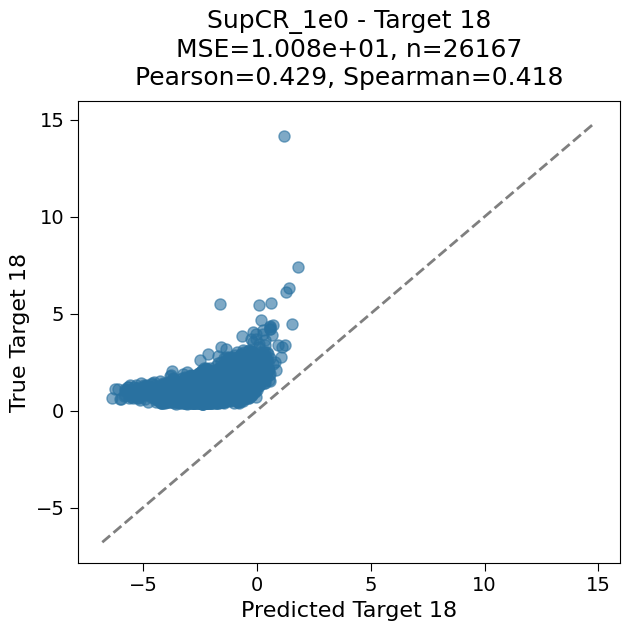 SupCR_1e0 - Target 18
MSE=1.008e+01, n=26167
Pearson=0.429, Spearman=0.418
15
10
5
0
−5
True Target 18
−5
0
5
10
15
Predicted Target 18